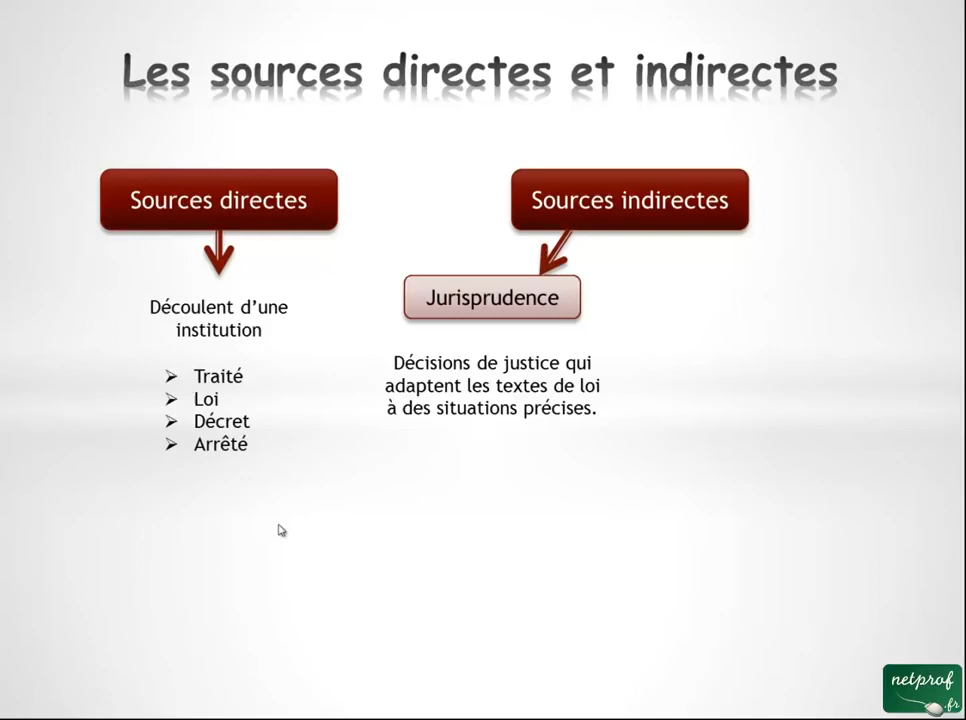 Les sources directes et indirectes
Sources directes
Découlent d’une
institution
Traité
Loi
Décret
Arrêté
Sources indirectes
Jurisprudence
Décisions de justice qui
adaptent les textes de loi
à des situations précises.
netprof
.fr